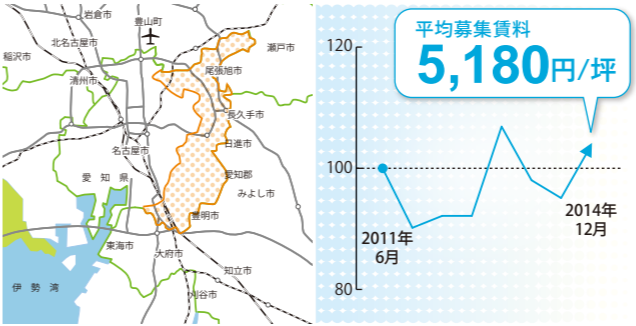 岩倉市
豊山町
北名古屋市
瀬戸市
稲沢市
尾張旭市
清州市
長久手市
名古屋市
日進市
愛知県
愛知郡
みよし市
豊明市
東海市
大府市
知立市
伊勢湾
刈谷市
平均募集賃料
5,180円/坪
120
100
80
2011年
6月
2014年
12月